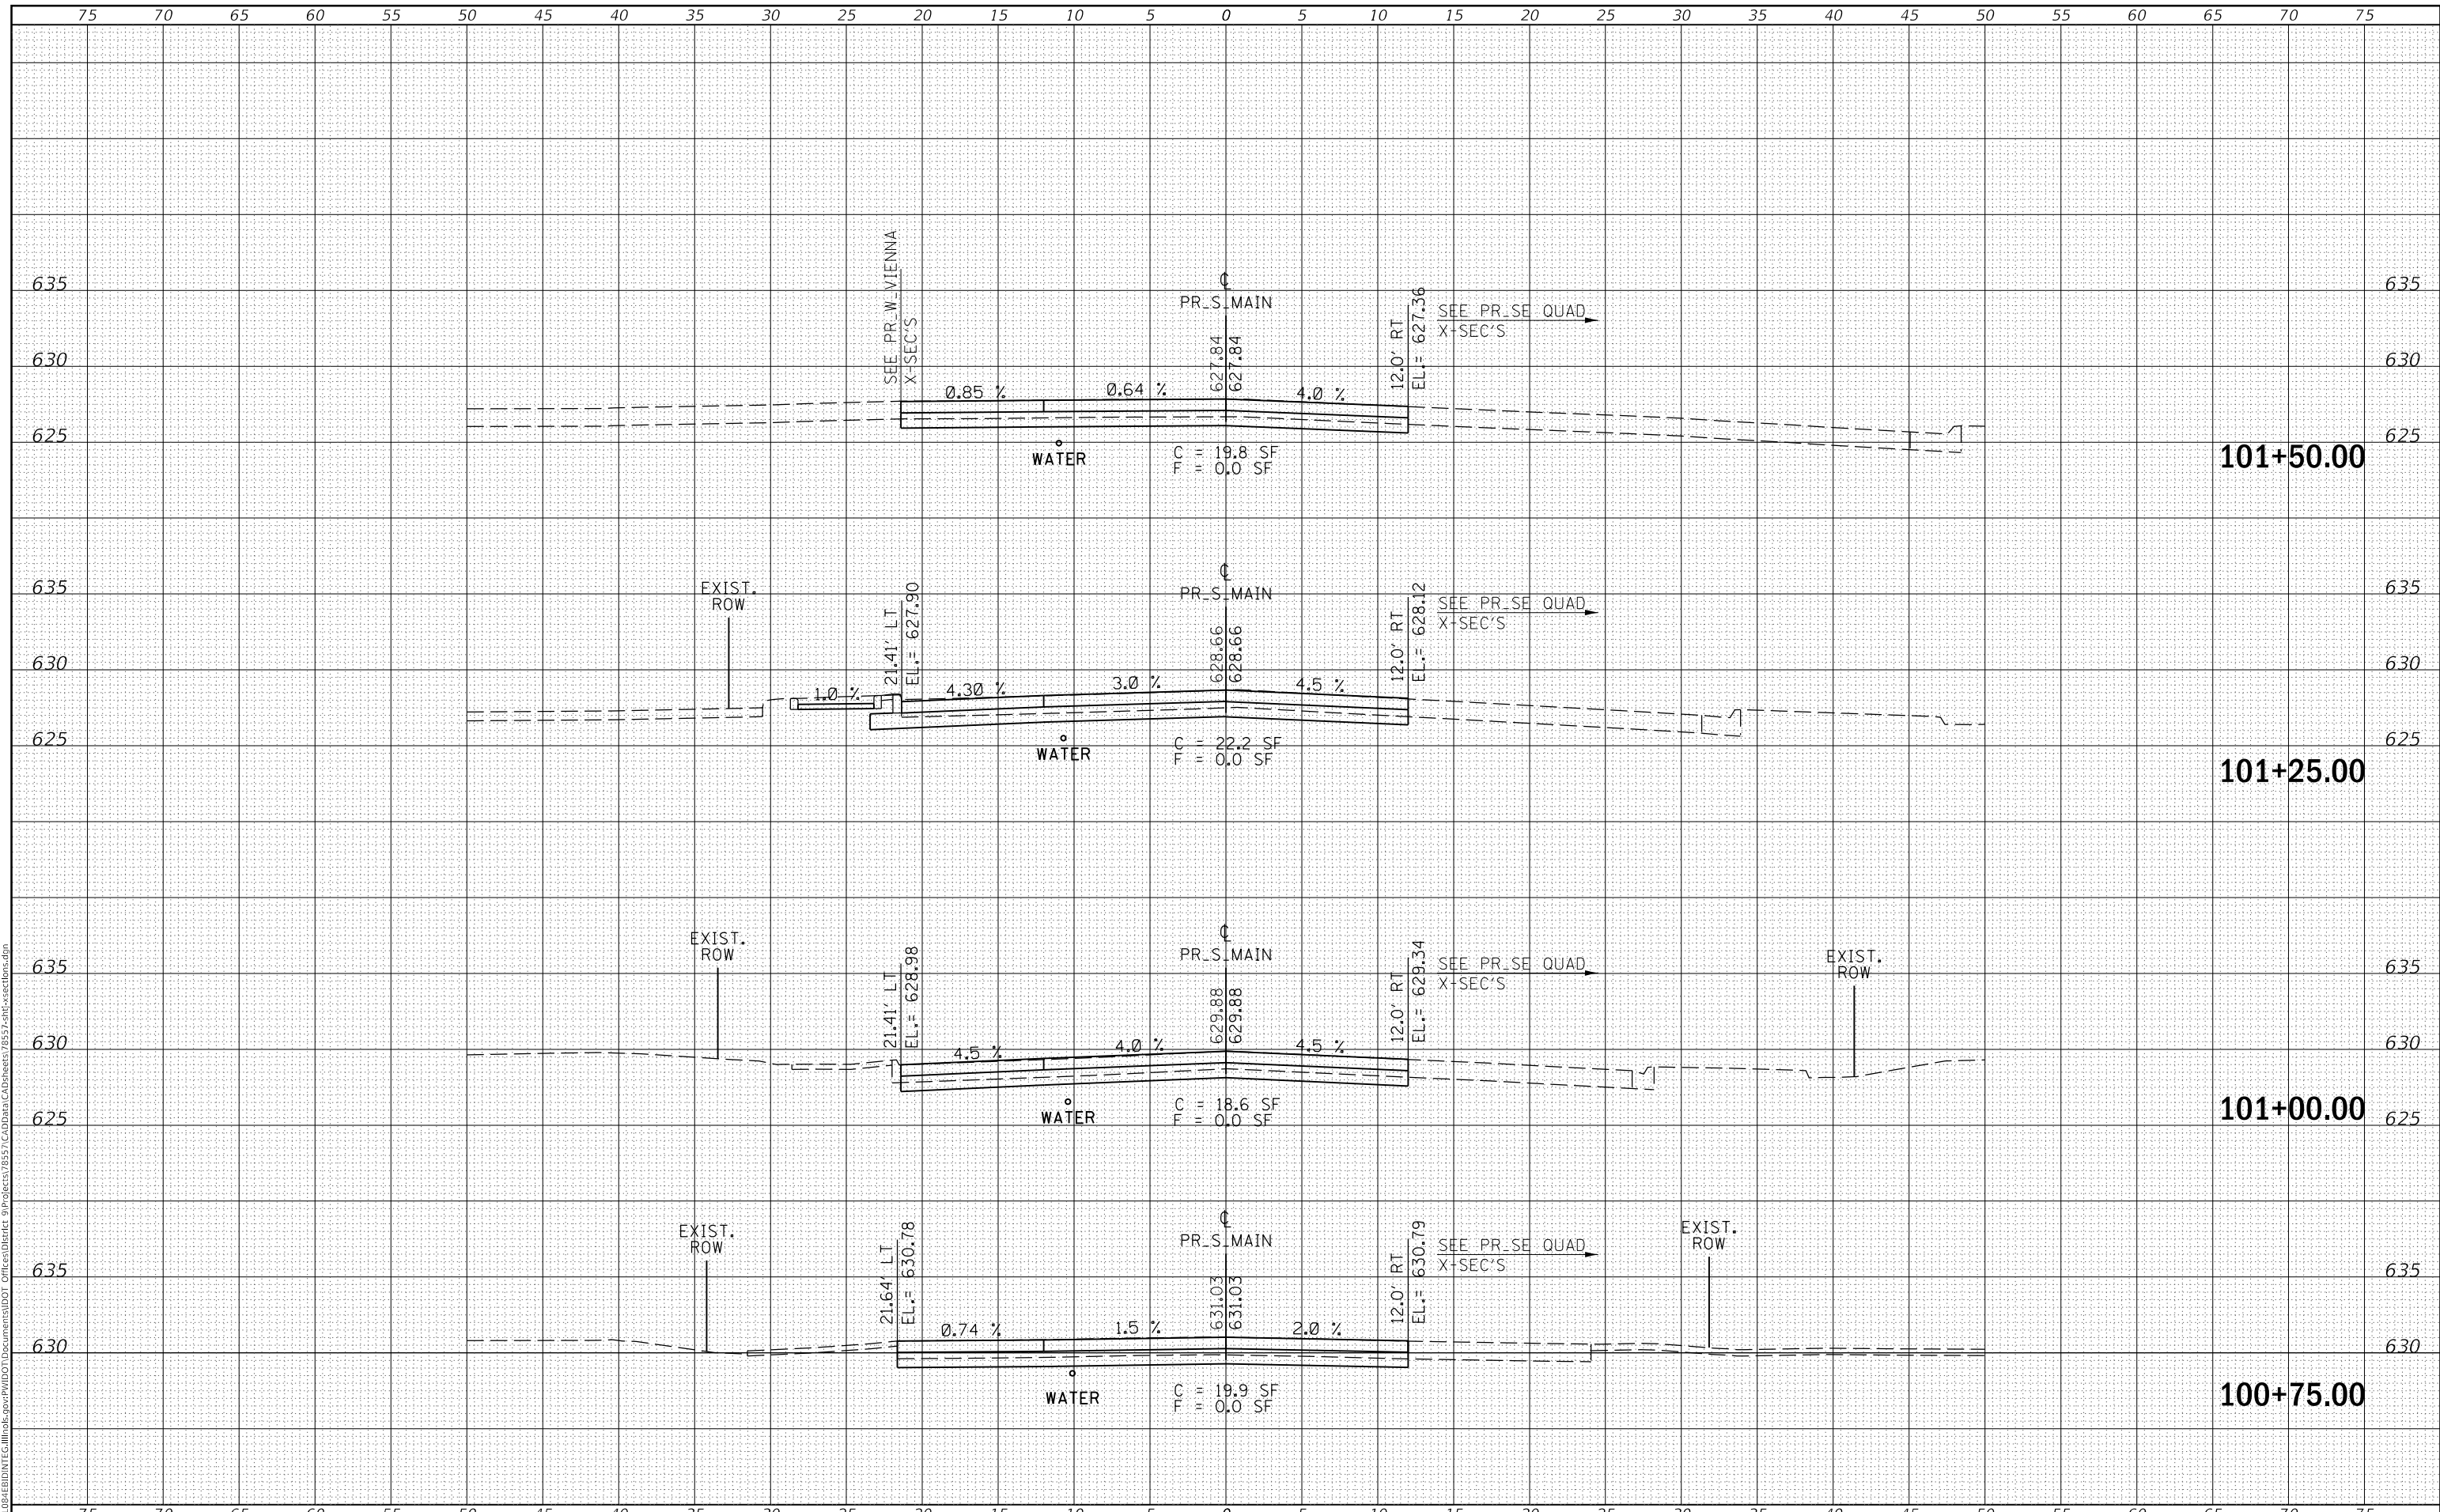 75 70 65 60 55 50 45 40 35 30 25 20 15 10 5 0 5 10 15 20 25 30 35 40 45 50 55 60 65 70 75
SEE PR_W_VIENNA
X-SEC'S
℄
PR_S_MAIN
627.84
627.84
12.0' RT
EL.= 627.36
SEE PR_SE QUAD
X-SEC'S
635 635
630 630
0.85 % 0.64 % 4.0 %
625 625
WATER
C = 19.8 SF
F = 0.0 SF
101+50.00
EXIST.
ROW
21.41' LT
EL.= 627.90
℄
PR_S_MAIN
628.66
628.66
12.0' RT
EL.= 628.12
SEE PR_SE QUAD
X-SEC'S
635 635
630 630
1.0 % 4.30 % 3.0 % 4.5 %
625 625
WATER
C = 22.2 SF
F = 0.0 SF
101+25.00
EXIST.
ROW
21.41' LT
EL.= 628.98
℄
PR_S_MAIN
629.88
629.88
12.0' RT
EL.= 629.34
SEE PR_SE QUAD
X-SEC'S
EXIST.
ROW
635 635
630 630
4.5 % 4.0 % 4.5 %
625 625
WATER
C = 18.6 SF
F = 0.0 SF
101+00.00
EXIST.
ROW
21.64' LT
EL.= 630.78
℄
PR_S_MAIN
631.03
631.03
12.0' RT
EL.= 630.79
SEE PR_SE QUAD
X-SEC'S
EXIST.
ROW
635 635
0.74 % 1.5 % 2.0 %
630 630
WATER
C = 19.9 SF
F = 0.0 SF
100+75.00
75 70 65 60 55 50 45 40 35 30 25 20 15 10 5 0 5 10 15 20 25 30 35 40 45 50 55 60 65 70 75